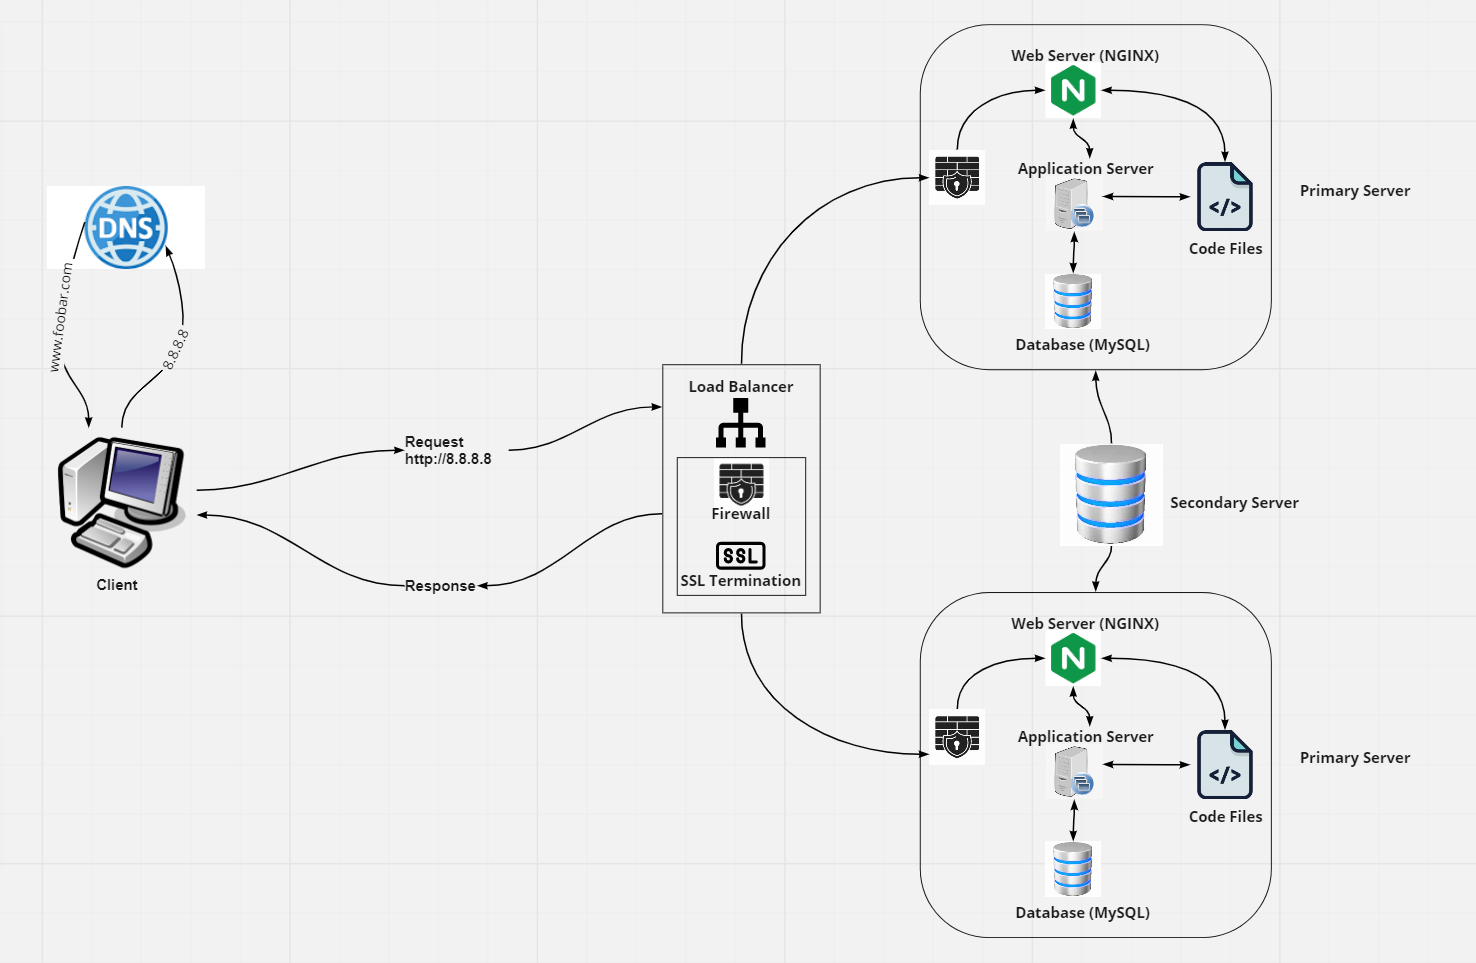 DNS
www.foobar.com
8.8.8.8
Client
Request
http://8.8.8.8
Response
Load Balancer
Firewall
SSL
SSL Termination
Web Server (NGINX)
N
Application Server
</>
Code Files
Database (MySQL)
Primary Server
Secondary Server
Web Server (NGINX)
N
Application Server
</>
Code Files
Database (MySQL)
Primary Server